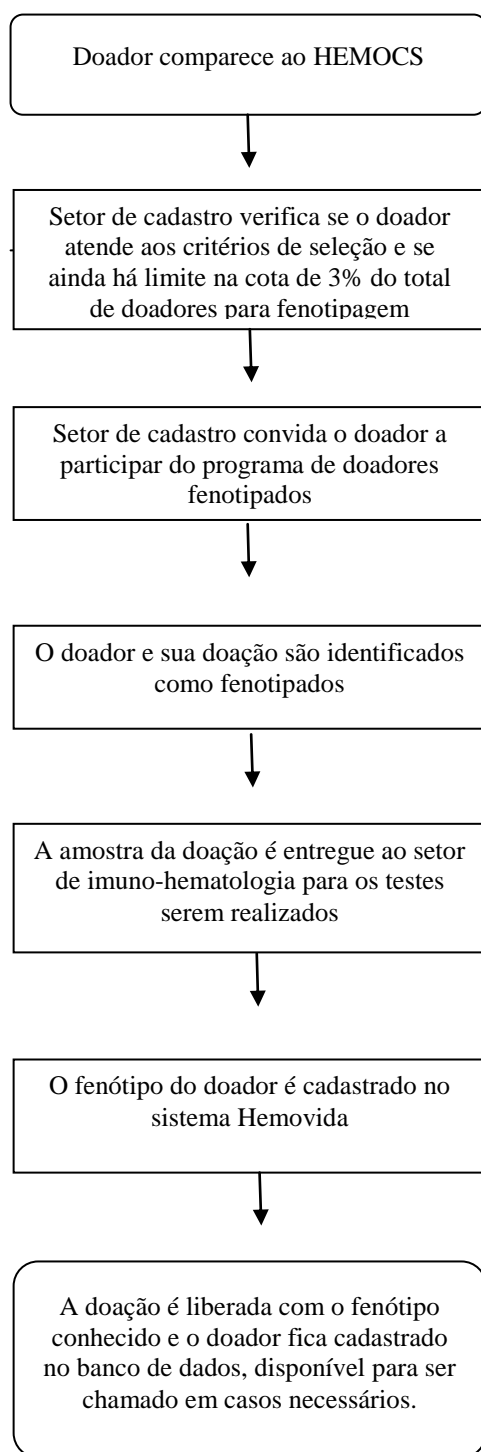 Doador comparece ao HEMOCS
Setor de cadastro verifica se o doador
atende aos critérios de seleção e se
ainda há limite na cota de 3% do total
de doadores para fenotipagem
Setor de cadastro convida o doador a
participar do programa de doadores
fenotipados
O doador e sua doação são identificados
como fenotipados
A amostra da doação é entregue ao setor
de imuno-hematologia para os testes
serem realizados
O fenótipo do doador é cadastrado no
sistema Hemovida
A doação é liberada com o fenótipo
conhecido e o doador fica cadastrado
no banco de dados, disponível para ser
chamado em casos necessários.